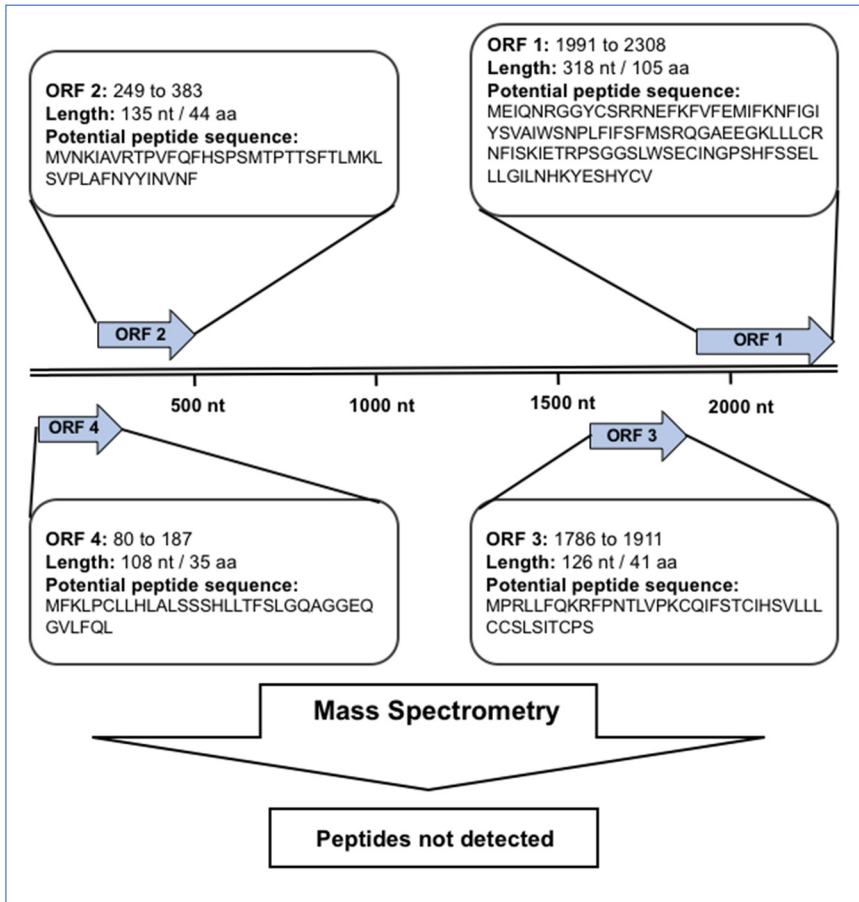 ORF 2: 249 to 383
Length: 135 nt / 44 aa
Potential peptide sequence:
MVNKIAVRTPVFQFHSPSMTPTTSFTLMKL
SVPLAFNYYINVNF
ORF 1: 1991 to 2308
Length: 318 nt / 105 aa
Potential peptide sequence:
MEIQNRGGYCSRRNEFKFVFEMIFKNFIGI
YSVAIWSNPLFIFSFMSRQGAEEGKLLLCR
NFISKIETRPSGGSLWSECINGPSHFSSEL
LLGILNHKYESHYCV
ORF 2
ORF 1
500 nt
1000 nt
1500 nt
2000 nt
ORF 4
ORF 3
ORF 4: 80 to 187
Length: 108 nt / 35 aa
Potential peptide sequence:
MFKLPCLLHLALSSSHLLTFSLGQAGGEQ
GVLFQL
ORF 3: 1786 to 1911
Length: 126 nt / 41 aa
Potential peptide sequence:
MPRLLFQKRFPNTLVPKCQIFSTCIHSVLLL
CCSLSITCPS
Mass Spectrometry
Peptides not detected